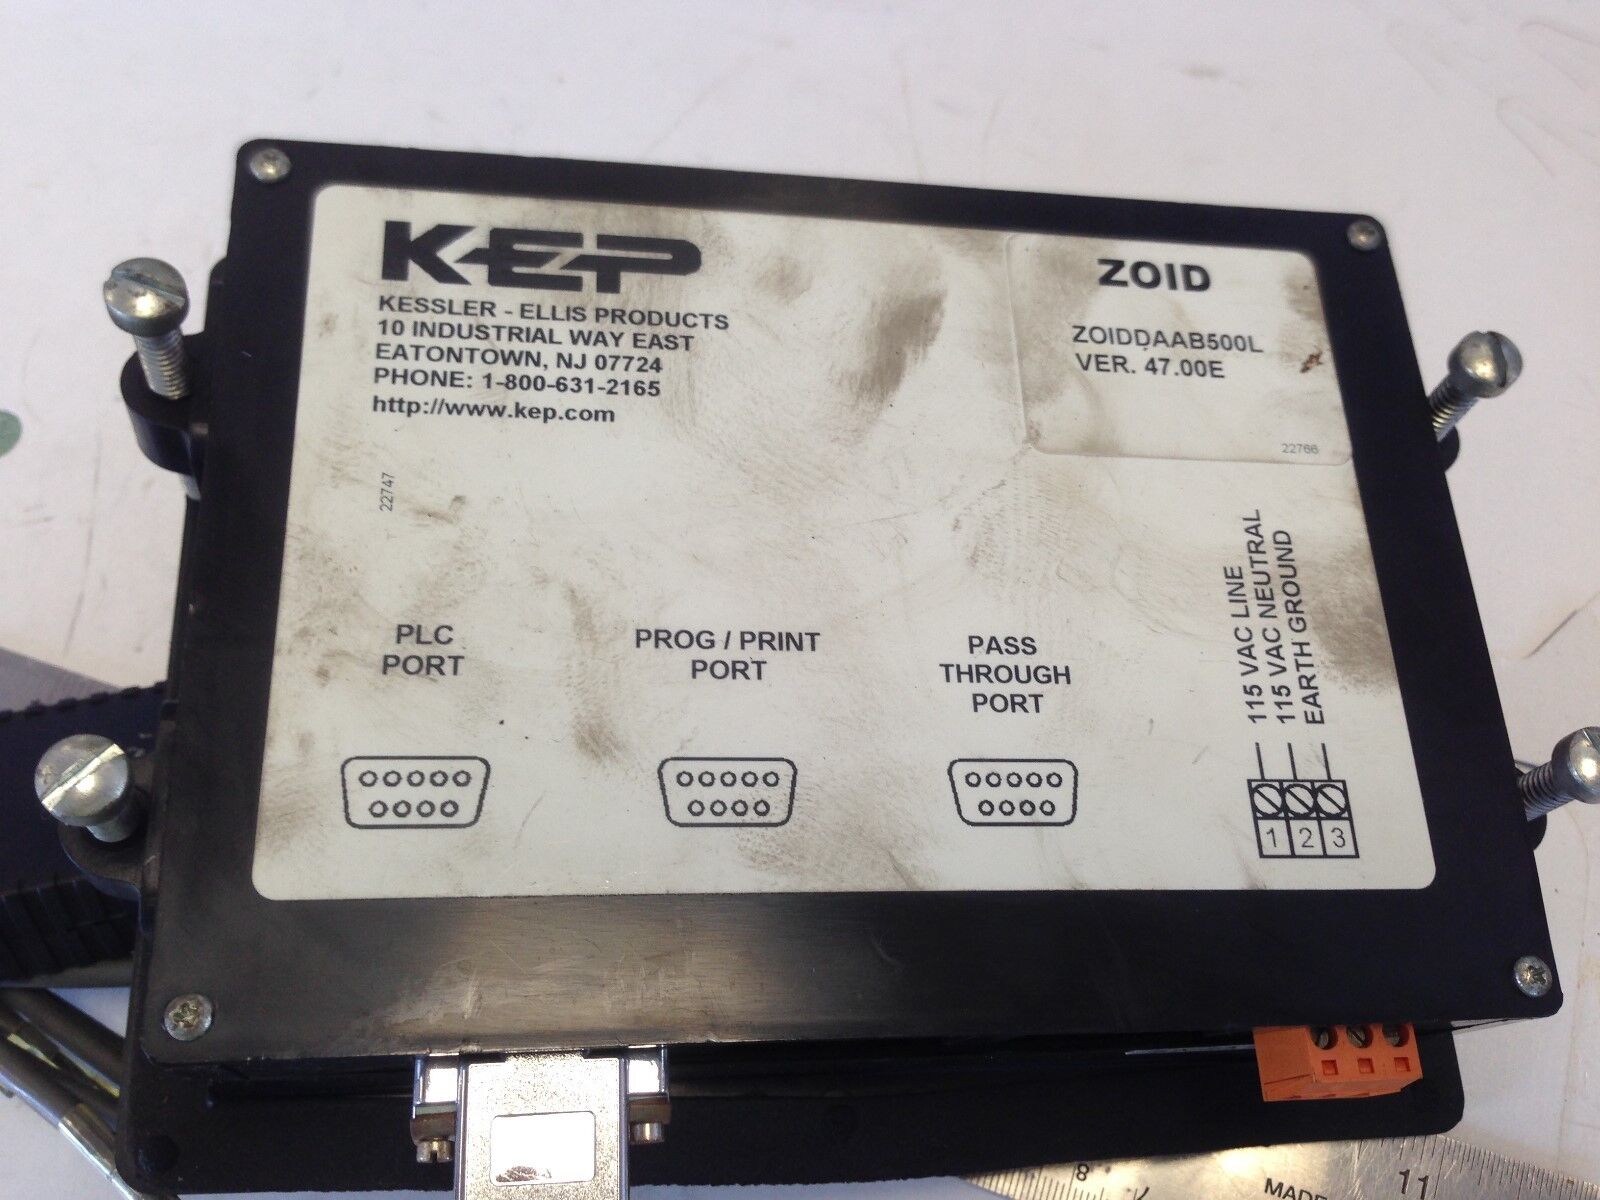 KEP
KESSLER - ELLIS PRODUCTS
10 INDUSTRIAL WAY EAST
EATONTOWN, NJ 07724
PHONE: 1-800-631-2165
http://www.kep.com
22747
ZOID
ZOIDDAAB500L
VER. 47.00E
22766
PLC
PORT
PROG / PRINT
PORT
PASS
THROUGH
PORT
115 VAC LINE
115 VAC NEUTRAL
EARTH GROUND
1 2 3
8 7 MADE 11